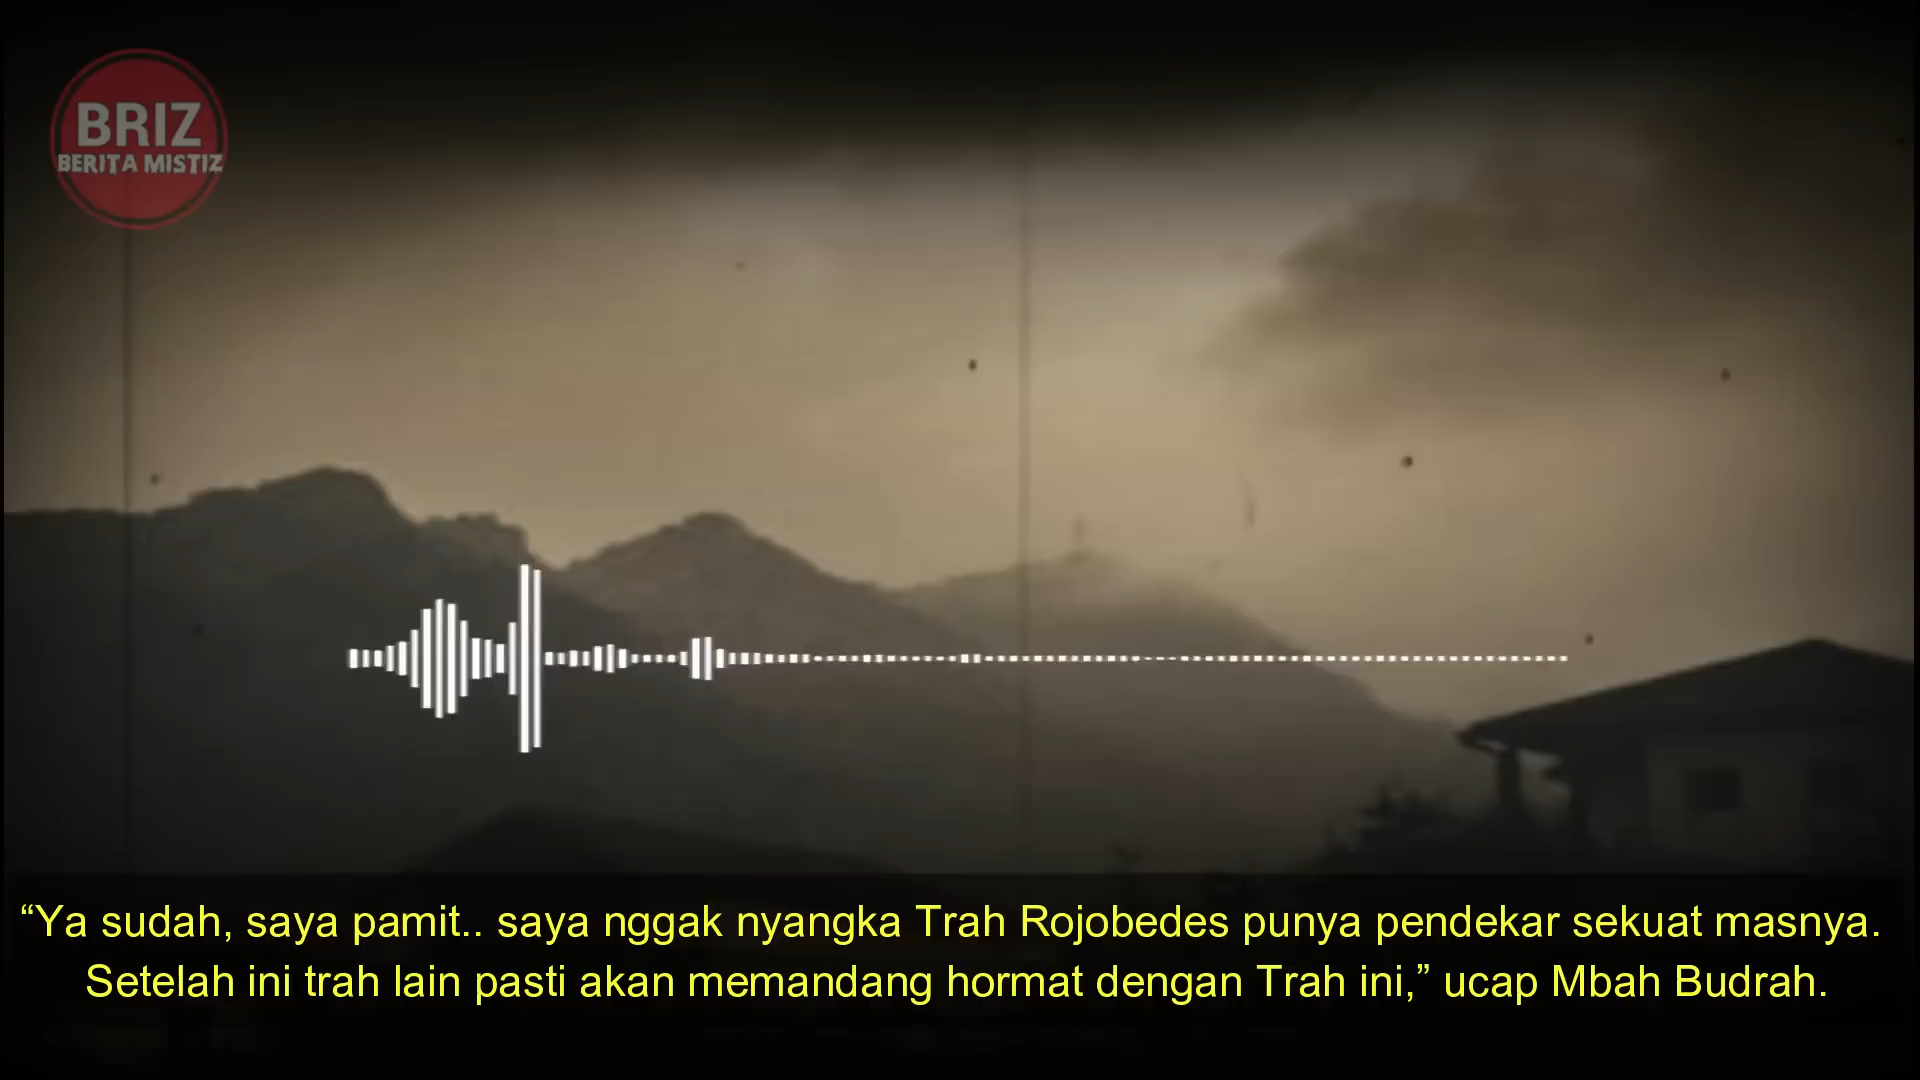 BRIZ
BERITA MISTIZ
“Ya sudah, saya pamit.. saya nggak nyangka Trah Rojobedes punya pendekar sekuat masnya.
Setelah ini trah lain pasti akan memandang hormat dengan Trah ini,” ucap Mbah Budrah.